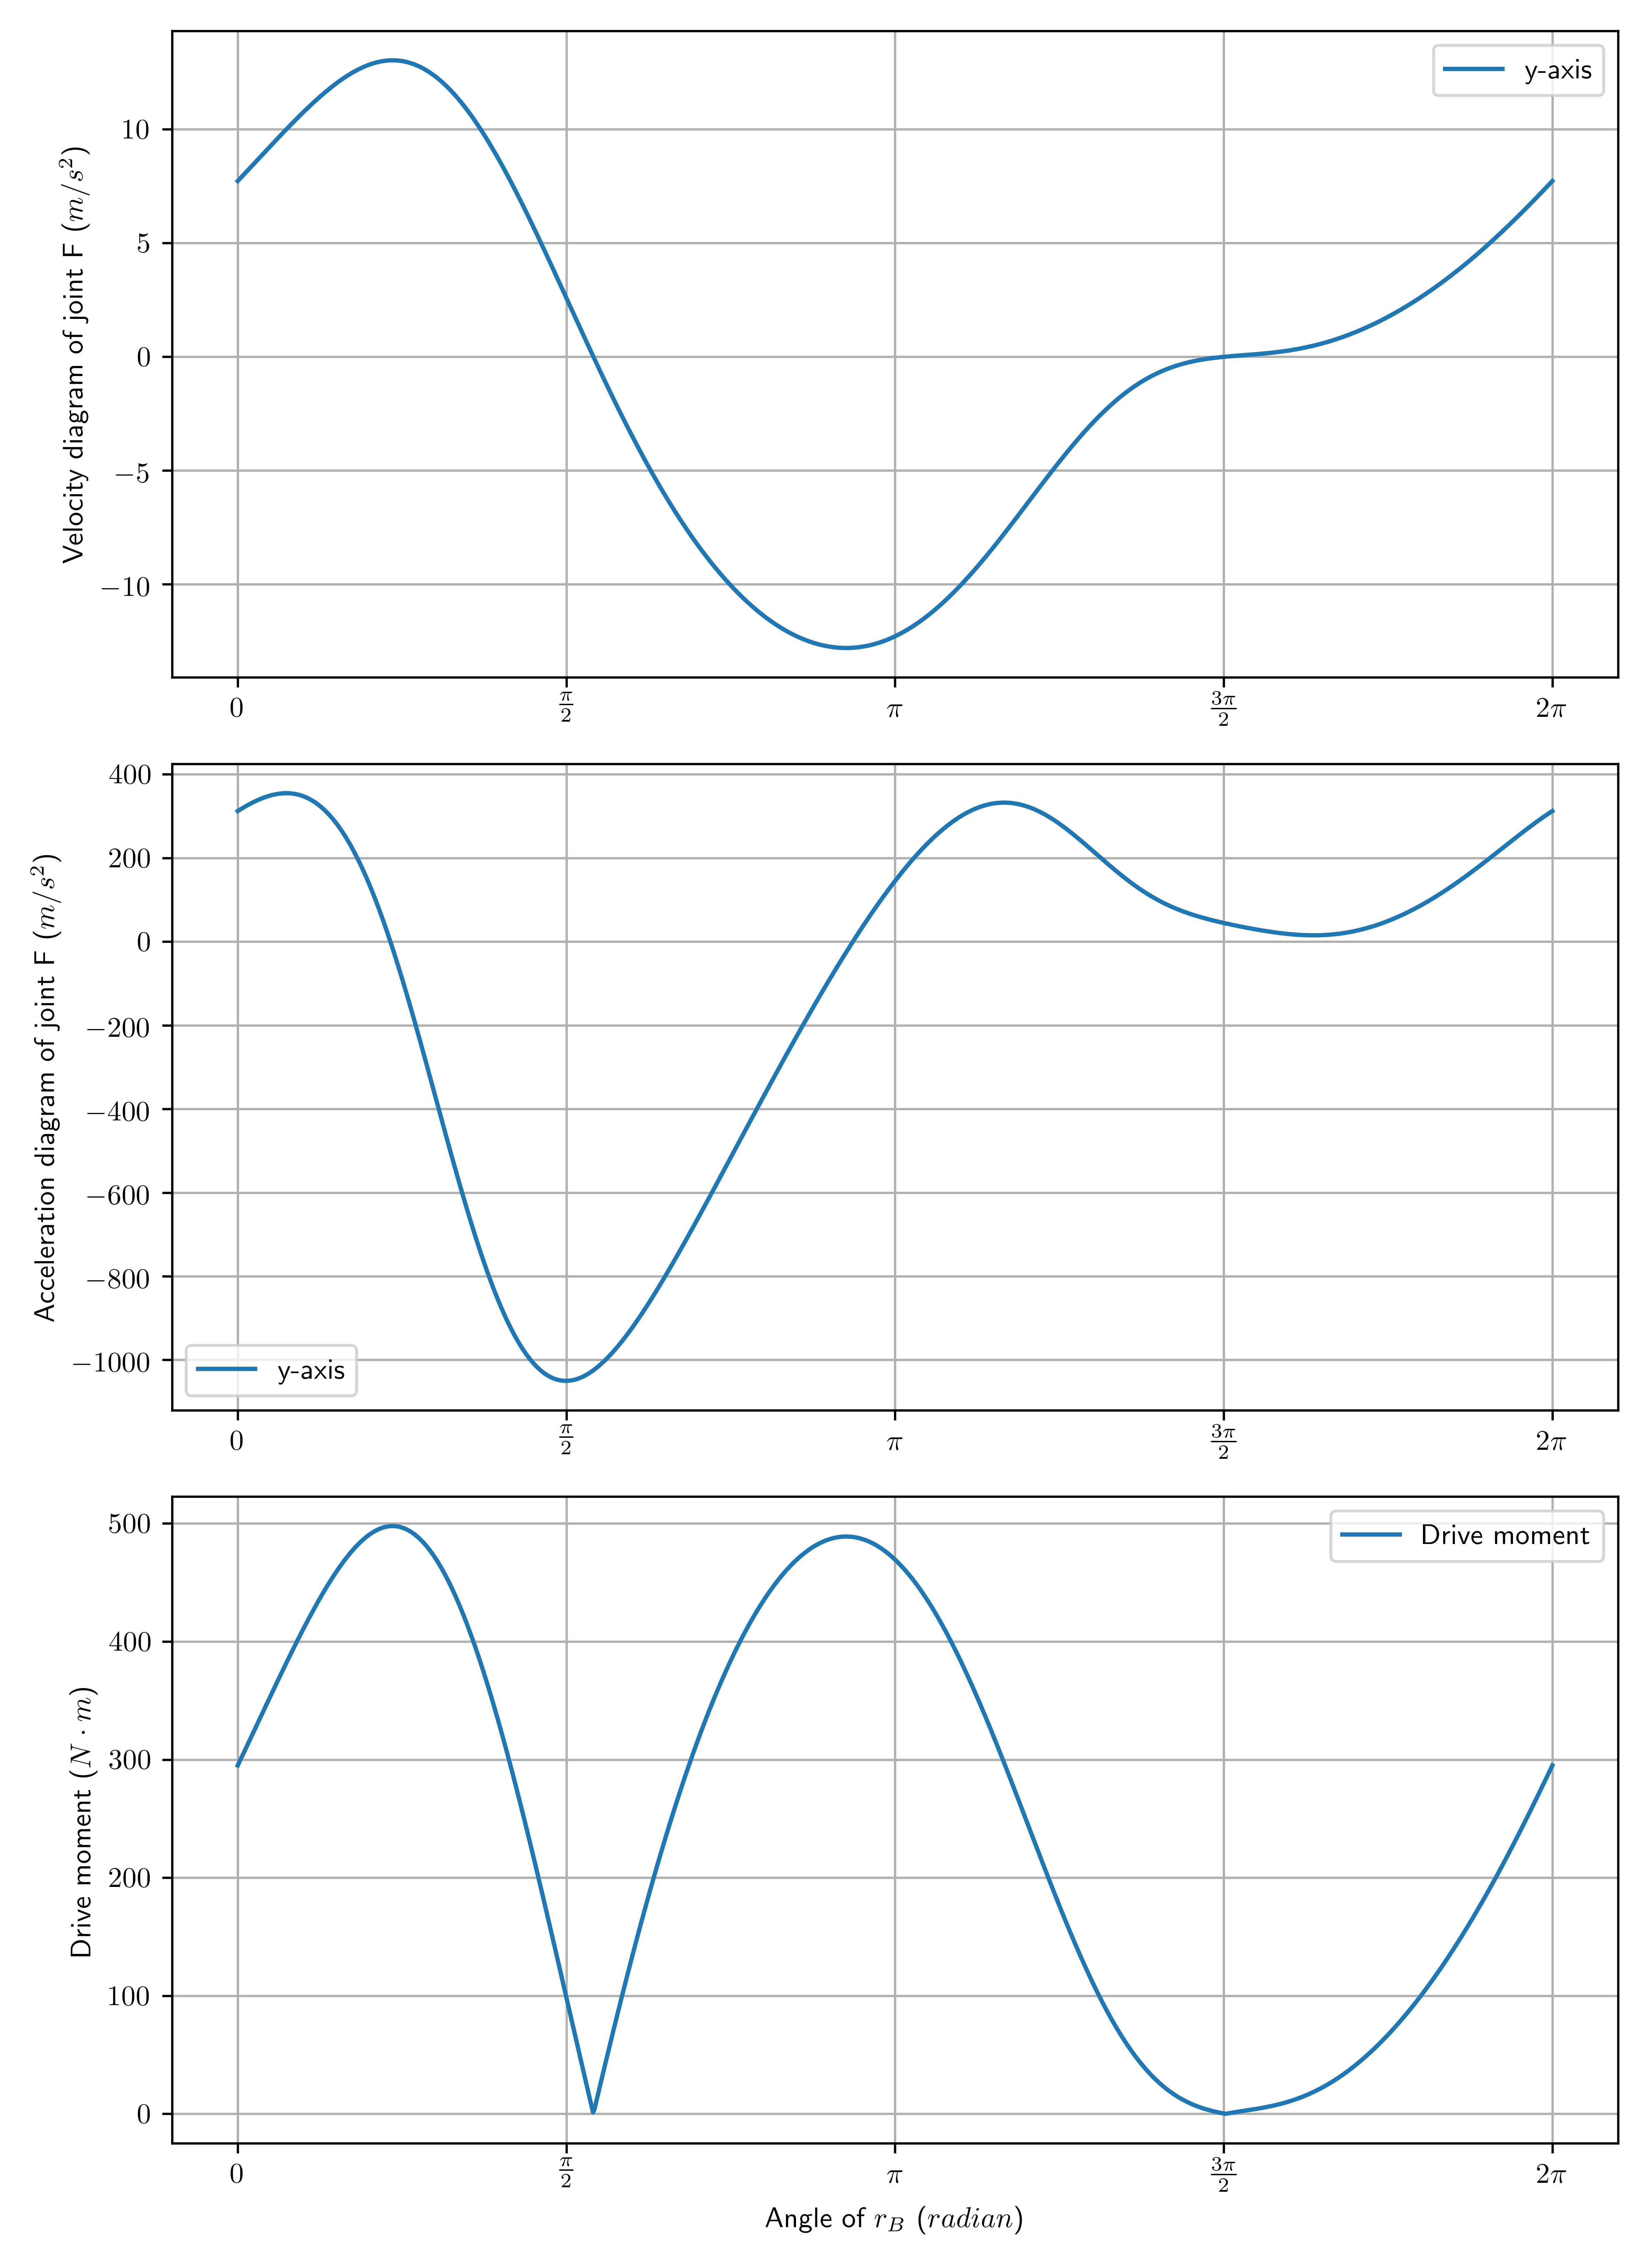 Velocity diagram of joint F (m/s²)
y-axis
10
5
0
−5
−10
0
π/2
π
3π/2
2π
Acceleration diagram of joint F (m/s²)
400
200
0
−200
−400
−600
−800
−1000
y-axis
0
π/2
π
3π/2
2π
Drive moment (N · m)
Drive moment
500
400
300
200
100
0
0
π/2
π
3π/2
2π
Angle of r_B (radian)